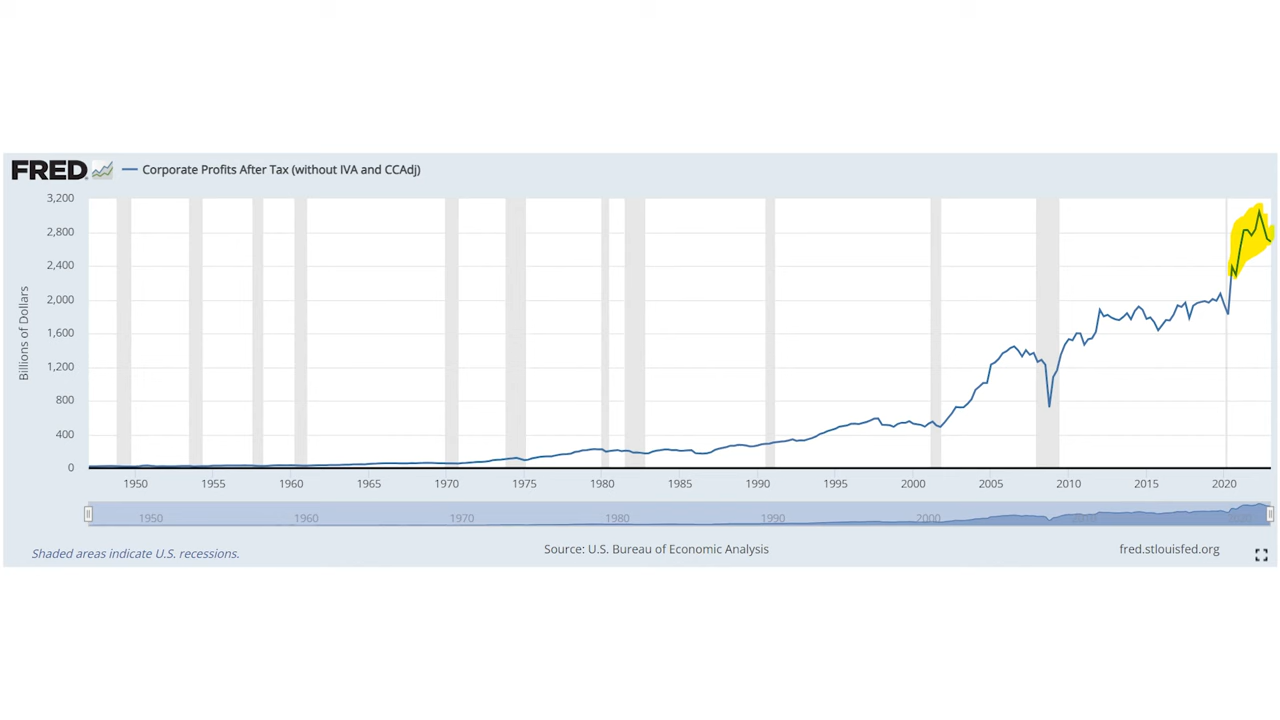 FRED Corporate Profits After Tax (without IVA and CCAdj)
3,200
2,800
2,400
2,000
1,600
1,200
800
400
0
Billions of Dollars
1950 1955 1960 1965 1970 1975 1980 1985 1990 1995 2000 2005 2010 2015 2020
1950 1960 1970 1980 1990 2000 2010 2020
Shaded areas indicate U.S. recessions.
Source: U.S. Bureau of Economic Analysis
fred.stlouisfed.org